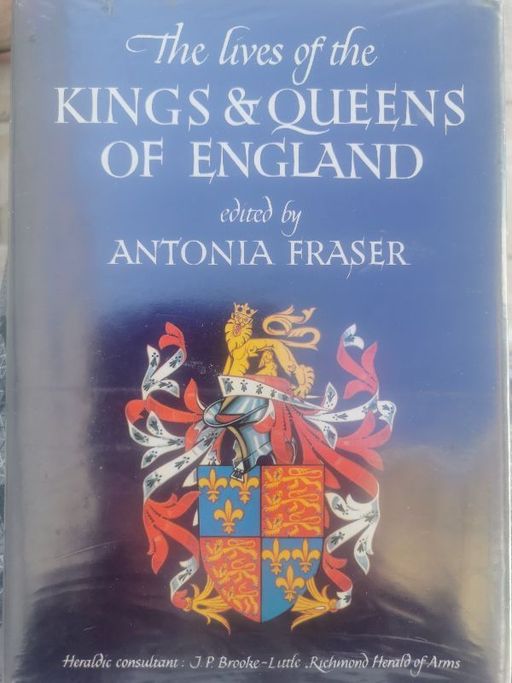 The lives of the
KINGS & QUEENS
OF ENGLAND
edited by
ANTONIA FRASER
Heraldic consultant: J. P. Brooke-Little, Richmond Herald of Arms